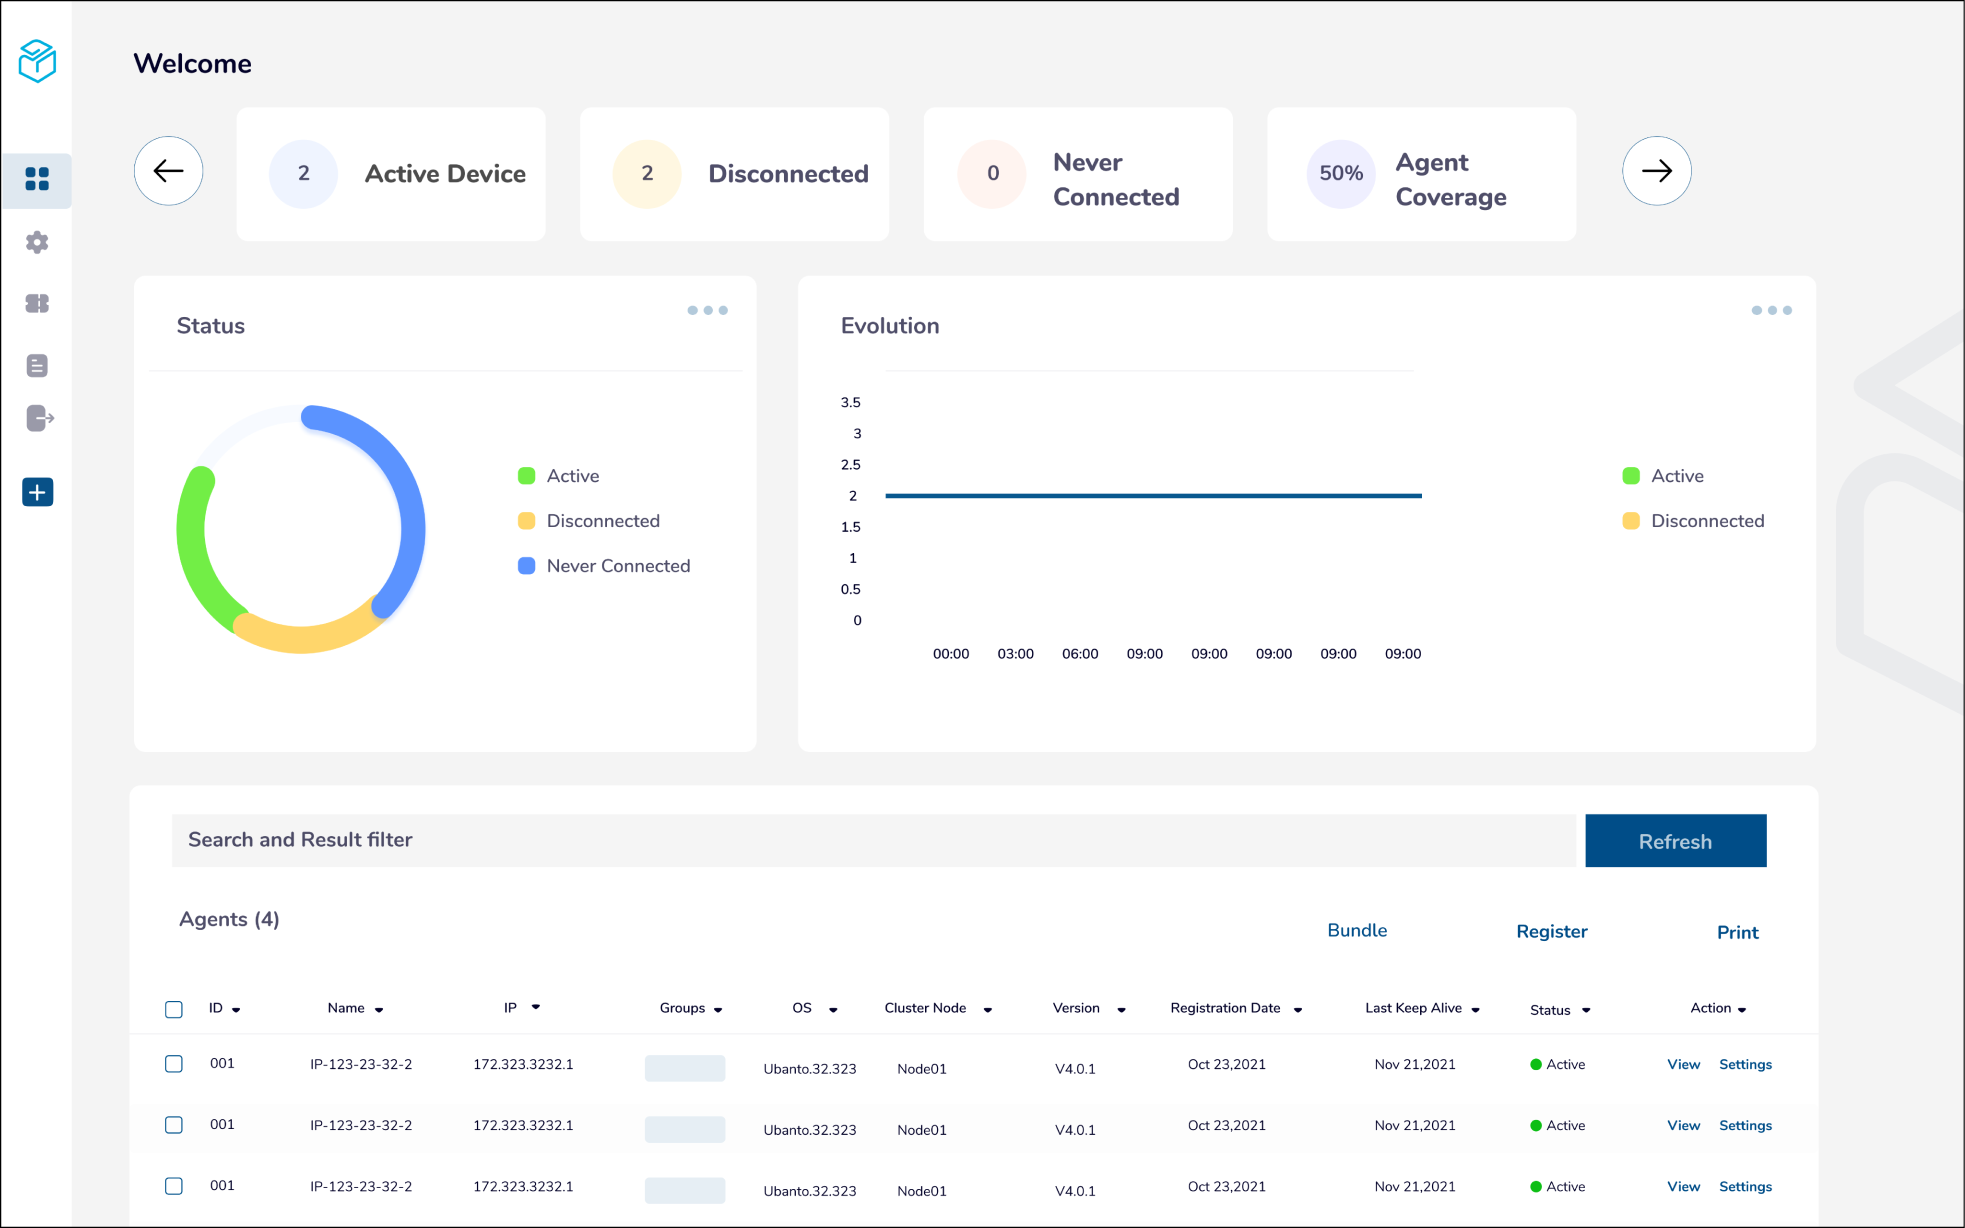 Welcome
2 Active Device
2 Disconnected
0 Never Connected
50% Agent Coverage
Status
Active
Disconnected
Never Connected
Evolution
3.5
3
2.5
2
1.5
1
0.5
0
00:00 03:00 06:00 09:00 09:00 09:00 09:00 09:00
Active
Disconnected
Search and Result filter
Refresh
Agents (4)
Bundle Register Print
ID Name IP Groups OS Cluster Node Version Registration Date Last Keep Alive Status Action
001 IP-123-23-32-2 172.323.3232.1 Ubanto.32.323 Node01 V4.0.1 Oct 23,2021 Nov 21,2021 Active View Settings
001 IP-123-23-32-2 172.323.3232.1 Ubanto.32.323 Node01 V4.0.1 Oct 23,2021 Nov 21,2021 Active View Settings
001 IP-123-23-32-2 172.323.3232.1 Ubanto.32.323 Node01 V4.0.1 Oct 23,2021 Nov 21,2021 Active View Settings